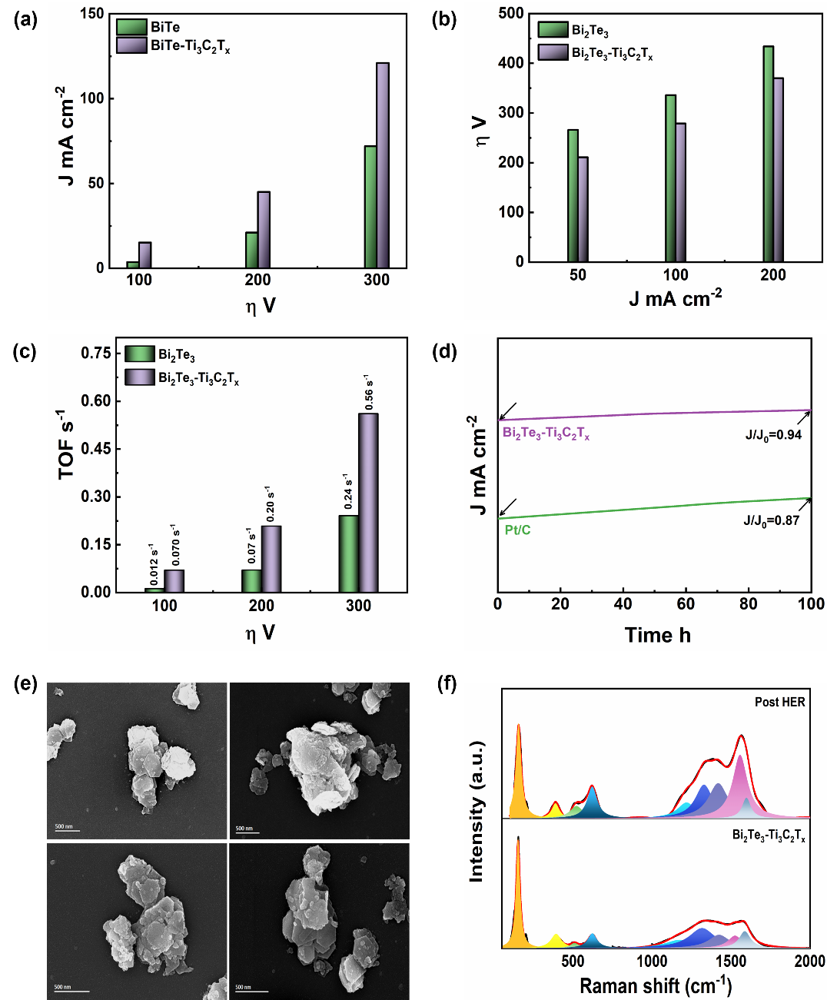 (a)
150
100
50
0
J mA cm-2
BiTe
BiTe-Ti3C2Tx
100 200 300
η V
(b)
500
400
300
200
100
0
η V
Bi2Te3
Bi2Te3-Ti3C2Tx
50 100 200
J mA cm-2
(c)
0.75
0.60
0.45
0.30
0.15
0.00
TOF s-1
Bi2Te3
Bi2Te3-Ti3C2Tx
0.012 s-1
0.070 s-1
0.07 s-1
0.20 s-1
0.24 s-1
0.56 s-1
100 200 300
η V
(d)
J mA cm-2
Bi2Te3-Ti3C2Tx
J/J0=0.94
Pt/C
J/J0=0.87
0 20 40 60 80 100
Time h
(e)
500 nm
500 nm
500 nm
500 nm
(f)
Intensity (a.u.)
Post HER
Bi2Te3-Ti3C2Tx
500 1000 1500 2000
Raman shift (cm-1)